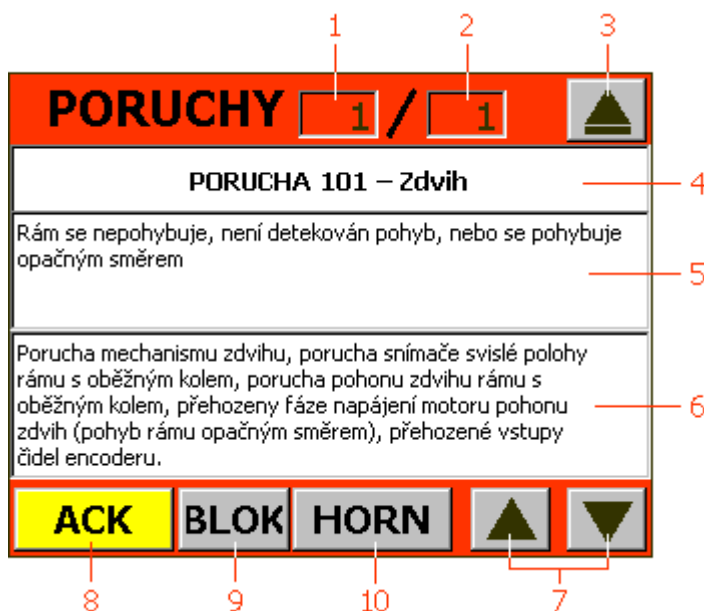 1 2 3
PORUCHY 1 / 1
PORUCHA 101 – Zdvih
4
Rám se nepohybuje, není detekován pohyb, nebo se pohybuje
opačným směrem
5
Porucha mechanismu zdvihu, porucha snímače svislé polohy
rámu s oběžným kolem, porucha pohonu zdvihu rámu s
oběžným kolem, přehozeny fáze napájení motoru pohonu
zdvih (pohyb rámu opačným směrem), přehozené vstupy
čidel encoderu.
6
ACK BLOK HORN
8 9 10 7